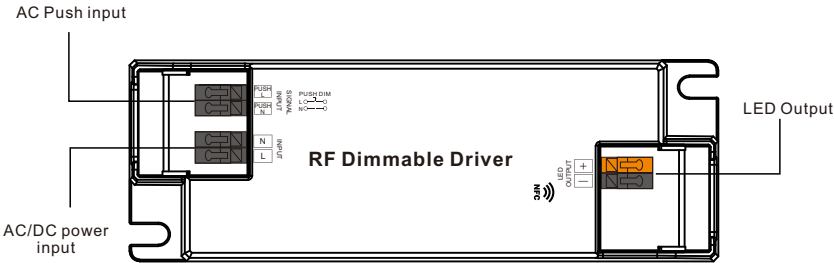 AC Push input
PUSH
L
PUSH
N
SIGNAL
INPUT
PUSH DIM
L
N
N
L
INPUT
RF Dimmable Driver
NFC
LED
OUTPUT
+
—
LED Output
AC/DC power
input